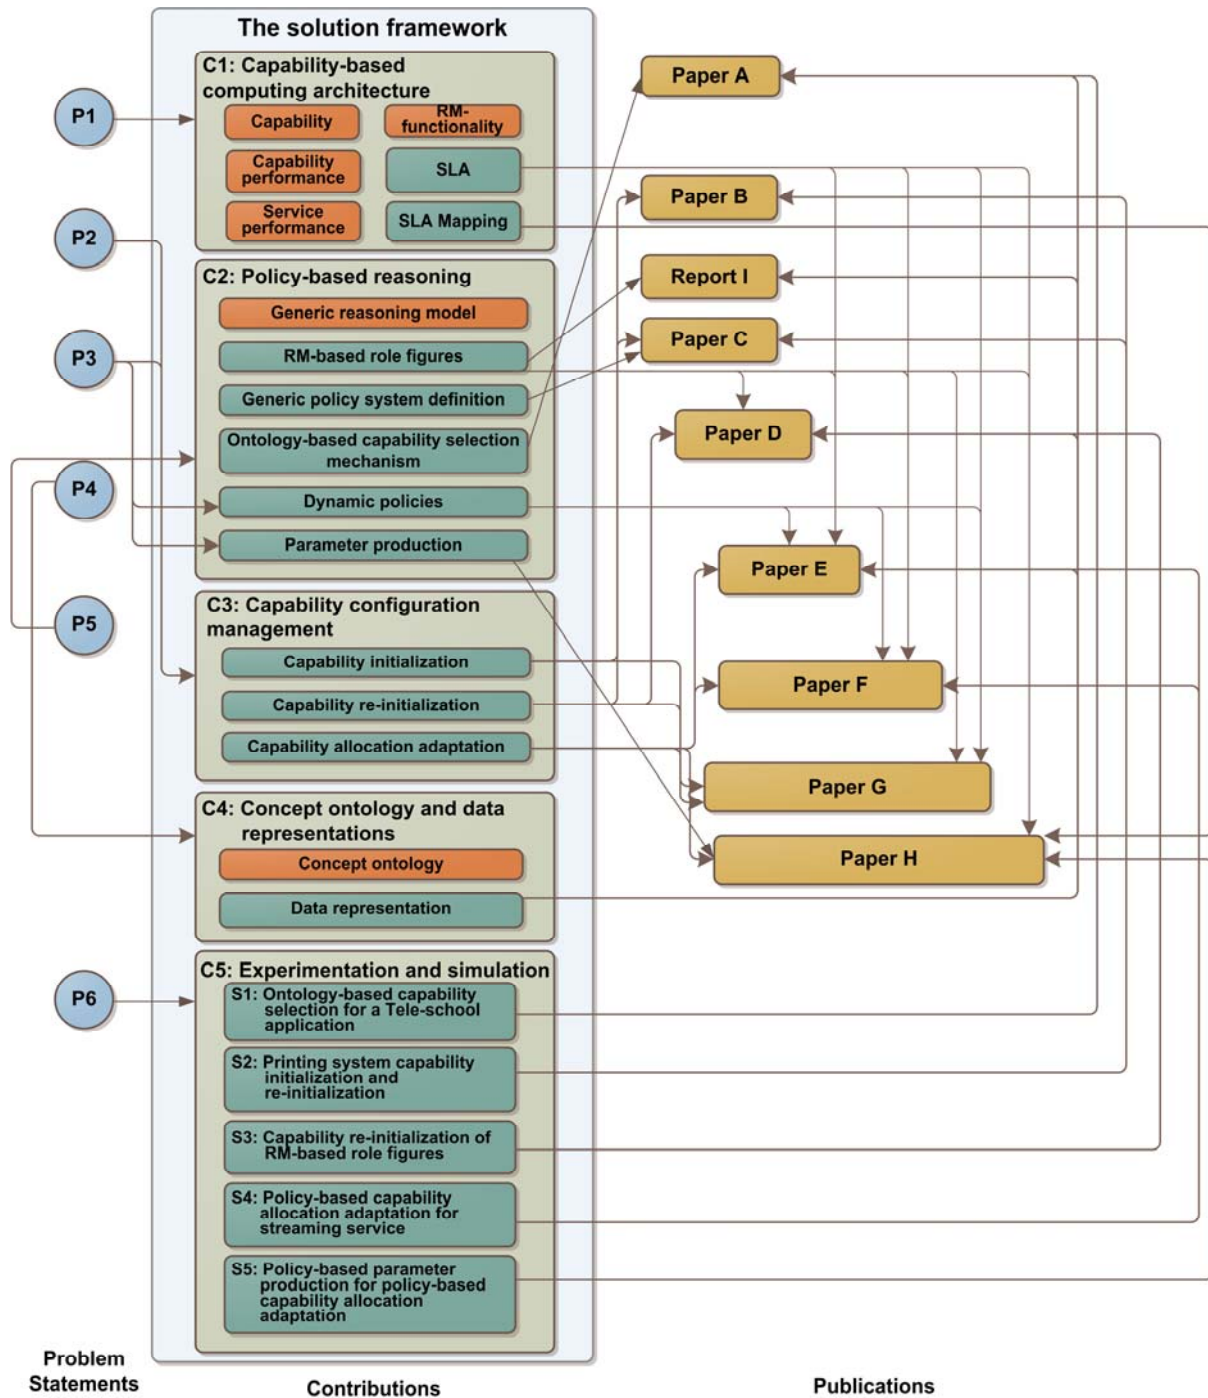 The solution framework
C1: Capability-based
computing architecture
Capability
RM-
functionality
Capability
performance
SLA
Service
performance
SLA Mapping
C2: Policy-based reasoning
Generic reasoning model
RM-based role figures
Generic policy system definition
Ontology-based capability selection
mechanism
Dynamic policies
Parameter production
C3: Capability configuration
management
Capability initialization
Capability re-initialization
Capability allocation adaptation
C4: Concept ontology and data
representations
Concept ontology
Data representation
C5: Experimentation and simulation
S1: Ontology-based capability
selection for a Tele-school
application
S2: Printing system capability
initialization and
re-initialization
S3: Capability re-initialization of
RM-based role figures
S4: Policy-based capability
allocation adaptation for
streaming service
S5: Policy-based parameter
production for policy-based
capability allocation
adaptation
P1
P2
P3
P4
P5
P6
Paper A
Paper B
Report I
Paper C
Paper D
Paper E
Paper F
Paper G
Paper H
Problem
Statements
Contributions
Publications